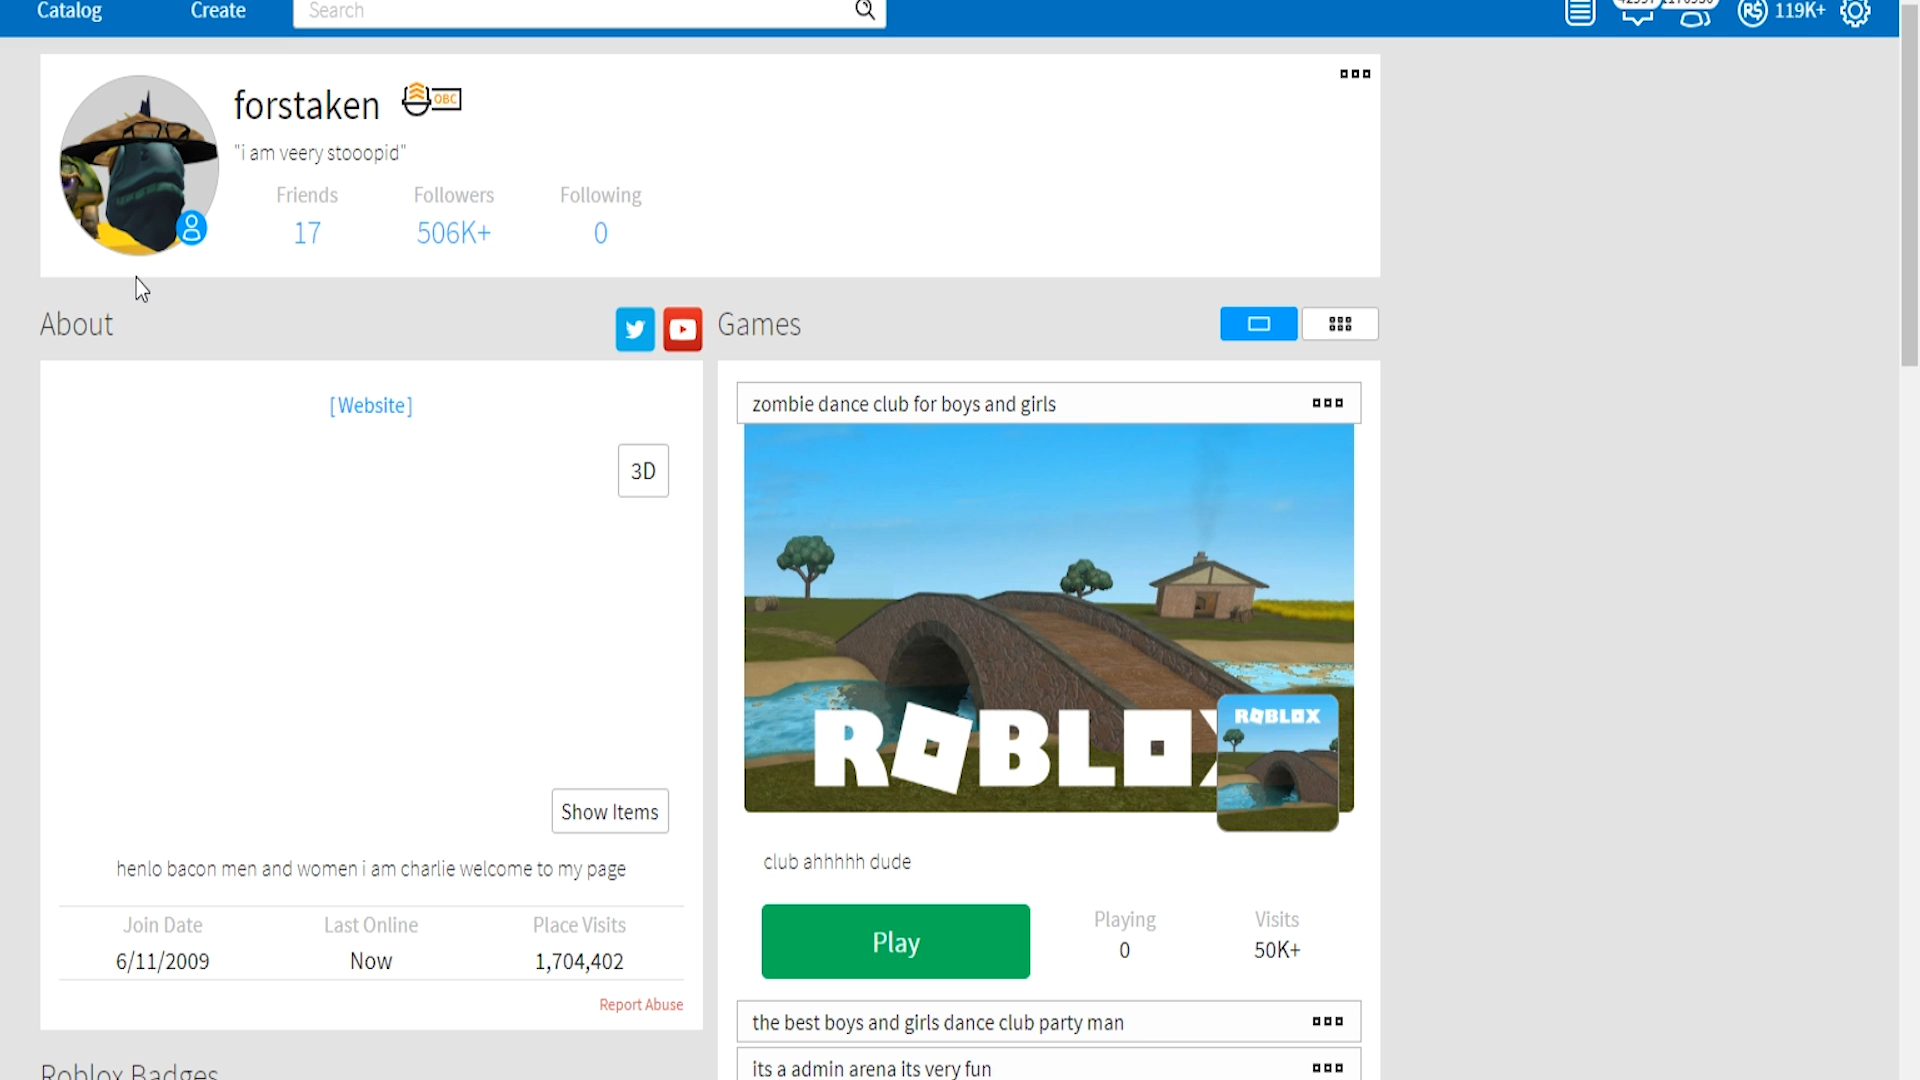 Catalog
Create
Search
119K+
forstaken
OBC
"i am veery stooopid"
Friends
Followers
Following
17
506K+
0
About
Games
[Website]
zombie dance club for boys and girls
3D
ROBLOX
ROBLOX
Show Items
club ahhhhh dude
henlo bacon men and women i am charlie welcome to my page
Join Date
Last Online
Place Visits
6/11/2009
Now
1,704,402
Report Abuse
Play
Playing
Visits
0
50K+
the best boys and girls dance club party man
its a admin arena its very fun
Roblox Badges